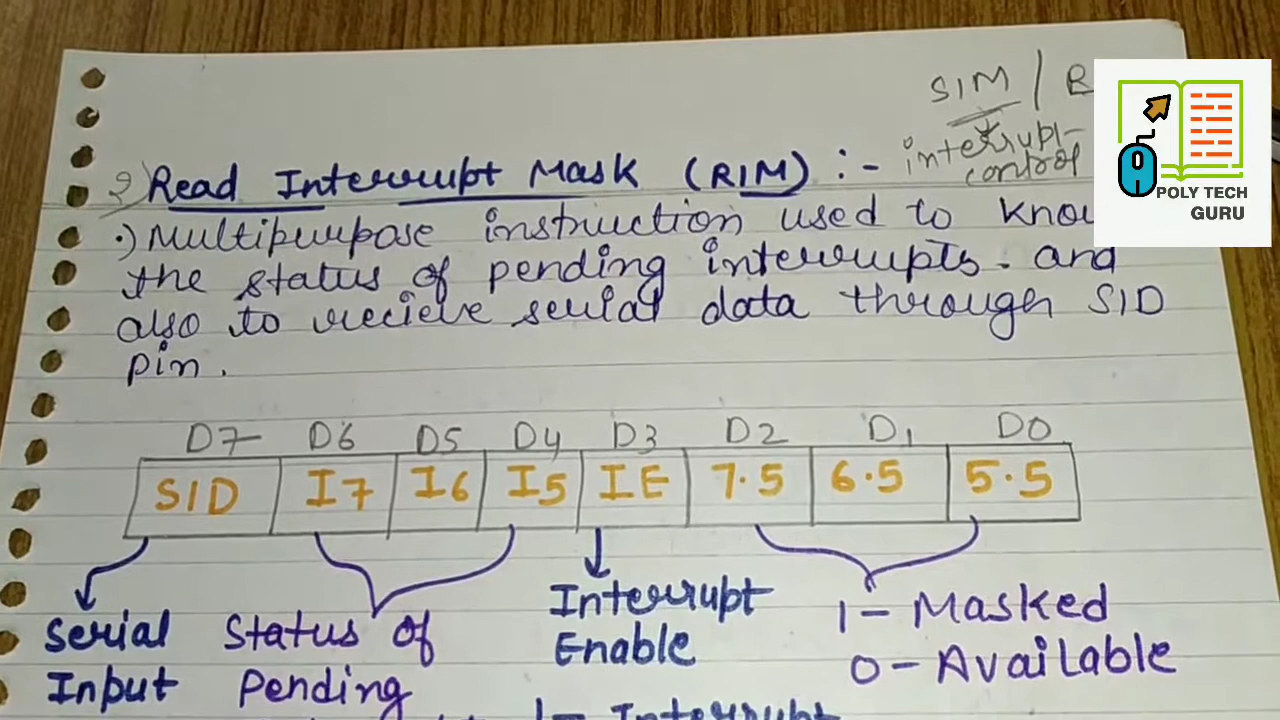 SIM /
interrupt-
control
POLY TECH
GURU
2) Read Interrupt Mask (RIM) :-
•) Multipurpose instruction used to
the status of pending interrupts. and
also to recieve serial data through SID
pin.
D7 D6 D5 D4 D3 D2 D1 D0
SID I7 I6 I5 IE 7.5 6.5 5.5
Serial Input
Status of Pending
Interrupt Enable
1 - Masked
0 - Available
1 - Interrupt